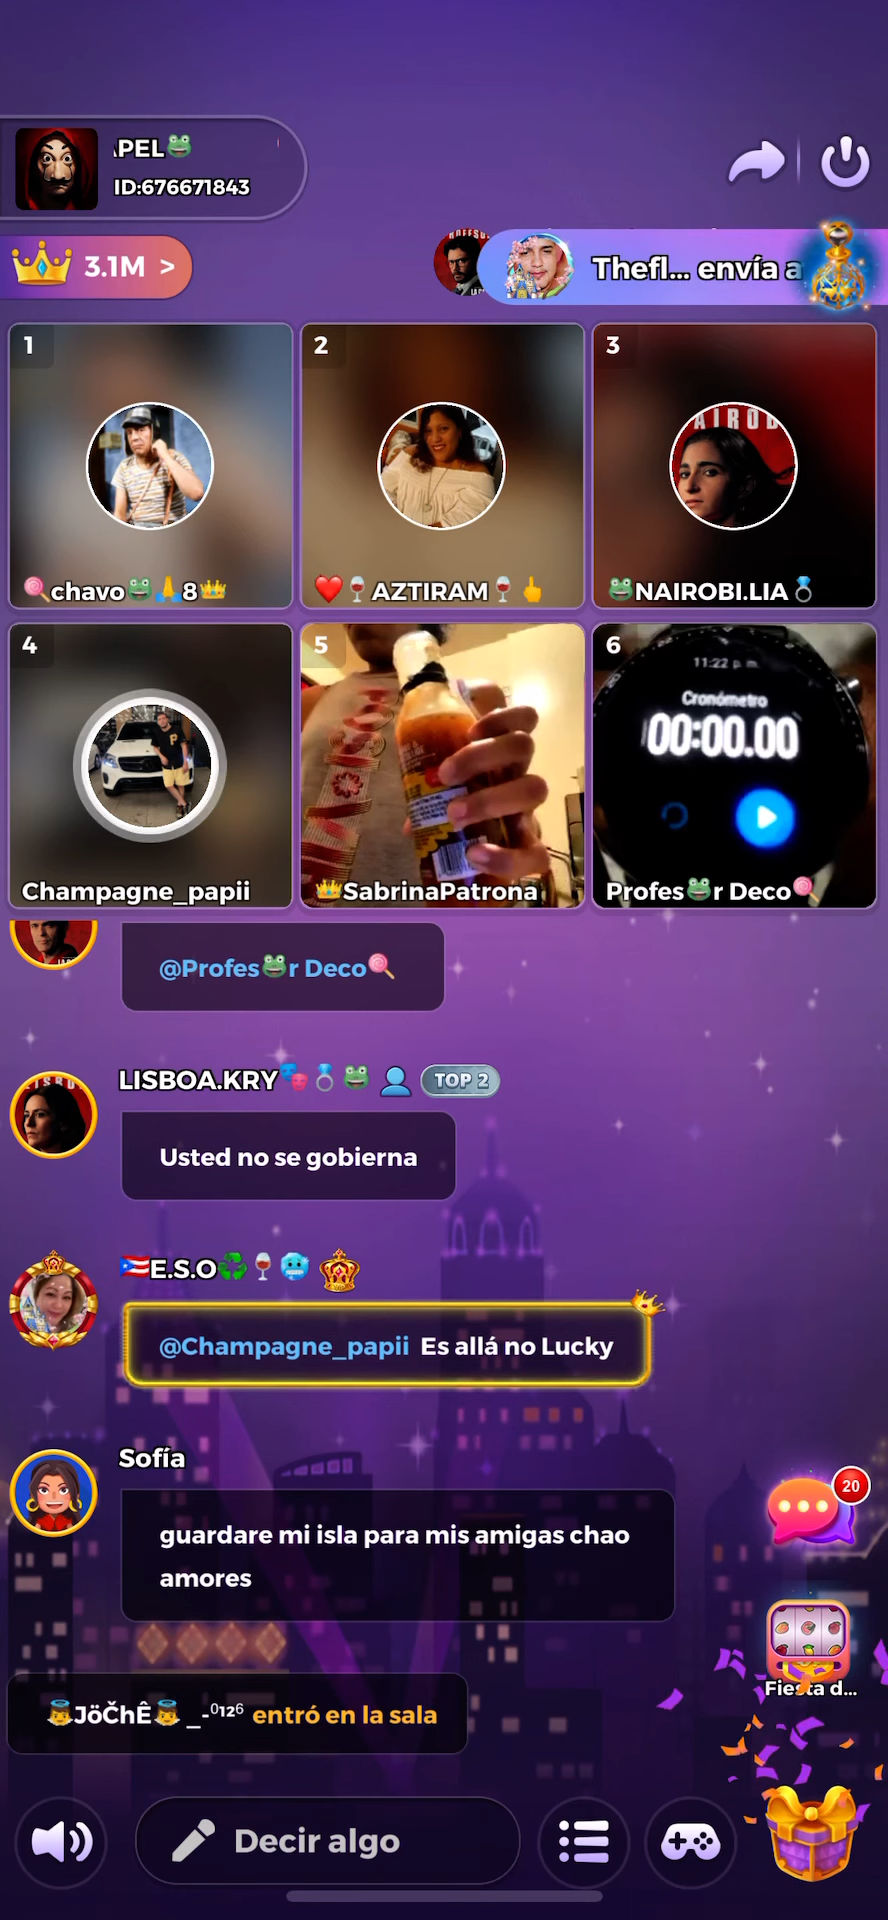 .PEL🐸
ID:676671843
3.1M >
Thefl... envía a
1
2
3
🍭chavo🐸🙏8👑
❤️🍷AZTIRAM🍷👆
🐸NAIROBI.LIA💍
4
5
6
11:22 p. m.
Cronómetro
00:00.00
Champagne_papii
👑SabrinaPatrona
Profes🐸r Deco🍭
@Profes🐸r Deco🍭
LISBOA.KRY🎭💍🐸 TOP 2
Usted no se gobierna
🇵🇷E.S.O♻️🍷🥶
@Champagne_papii Es allá no Lucky
Sofía
guardare mi isla para mis amigas chao
amores
20
Fiesta d...
👼JöČhÊ👼 _-⁰¹²⁶ entró en la sala
Decir algo